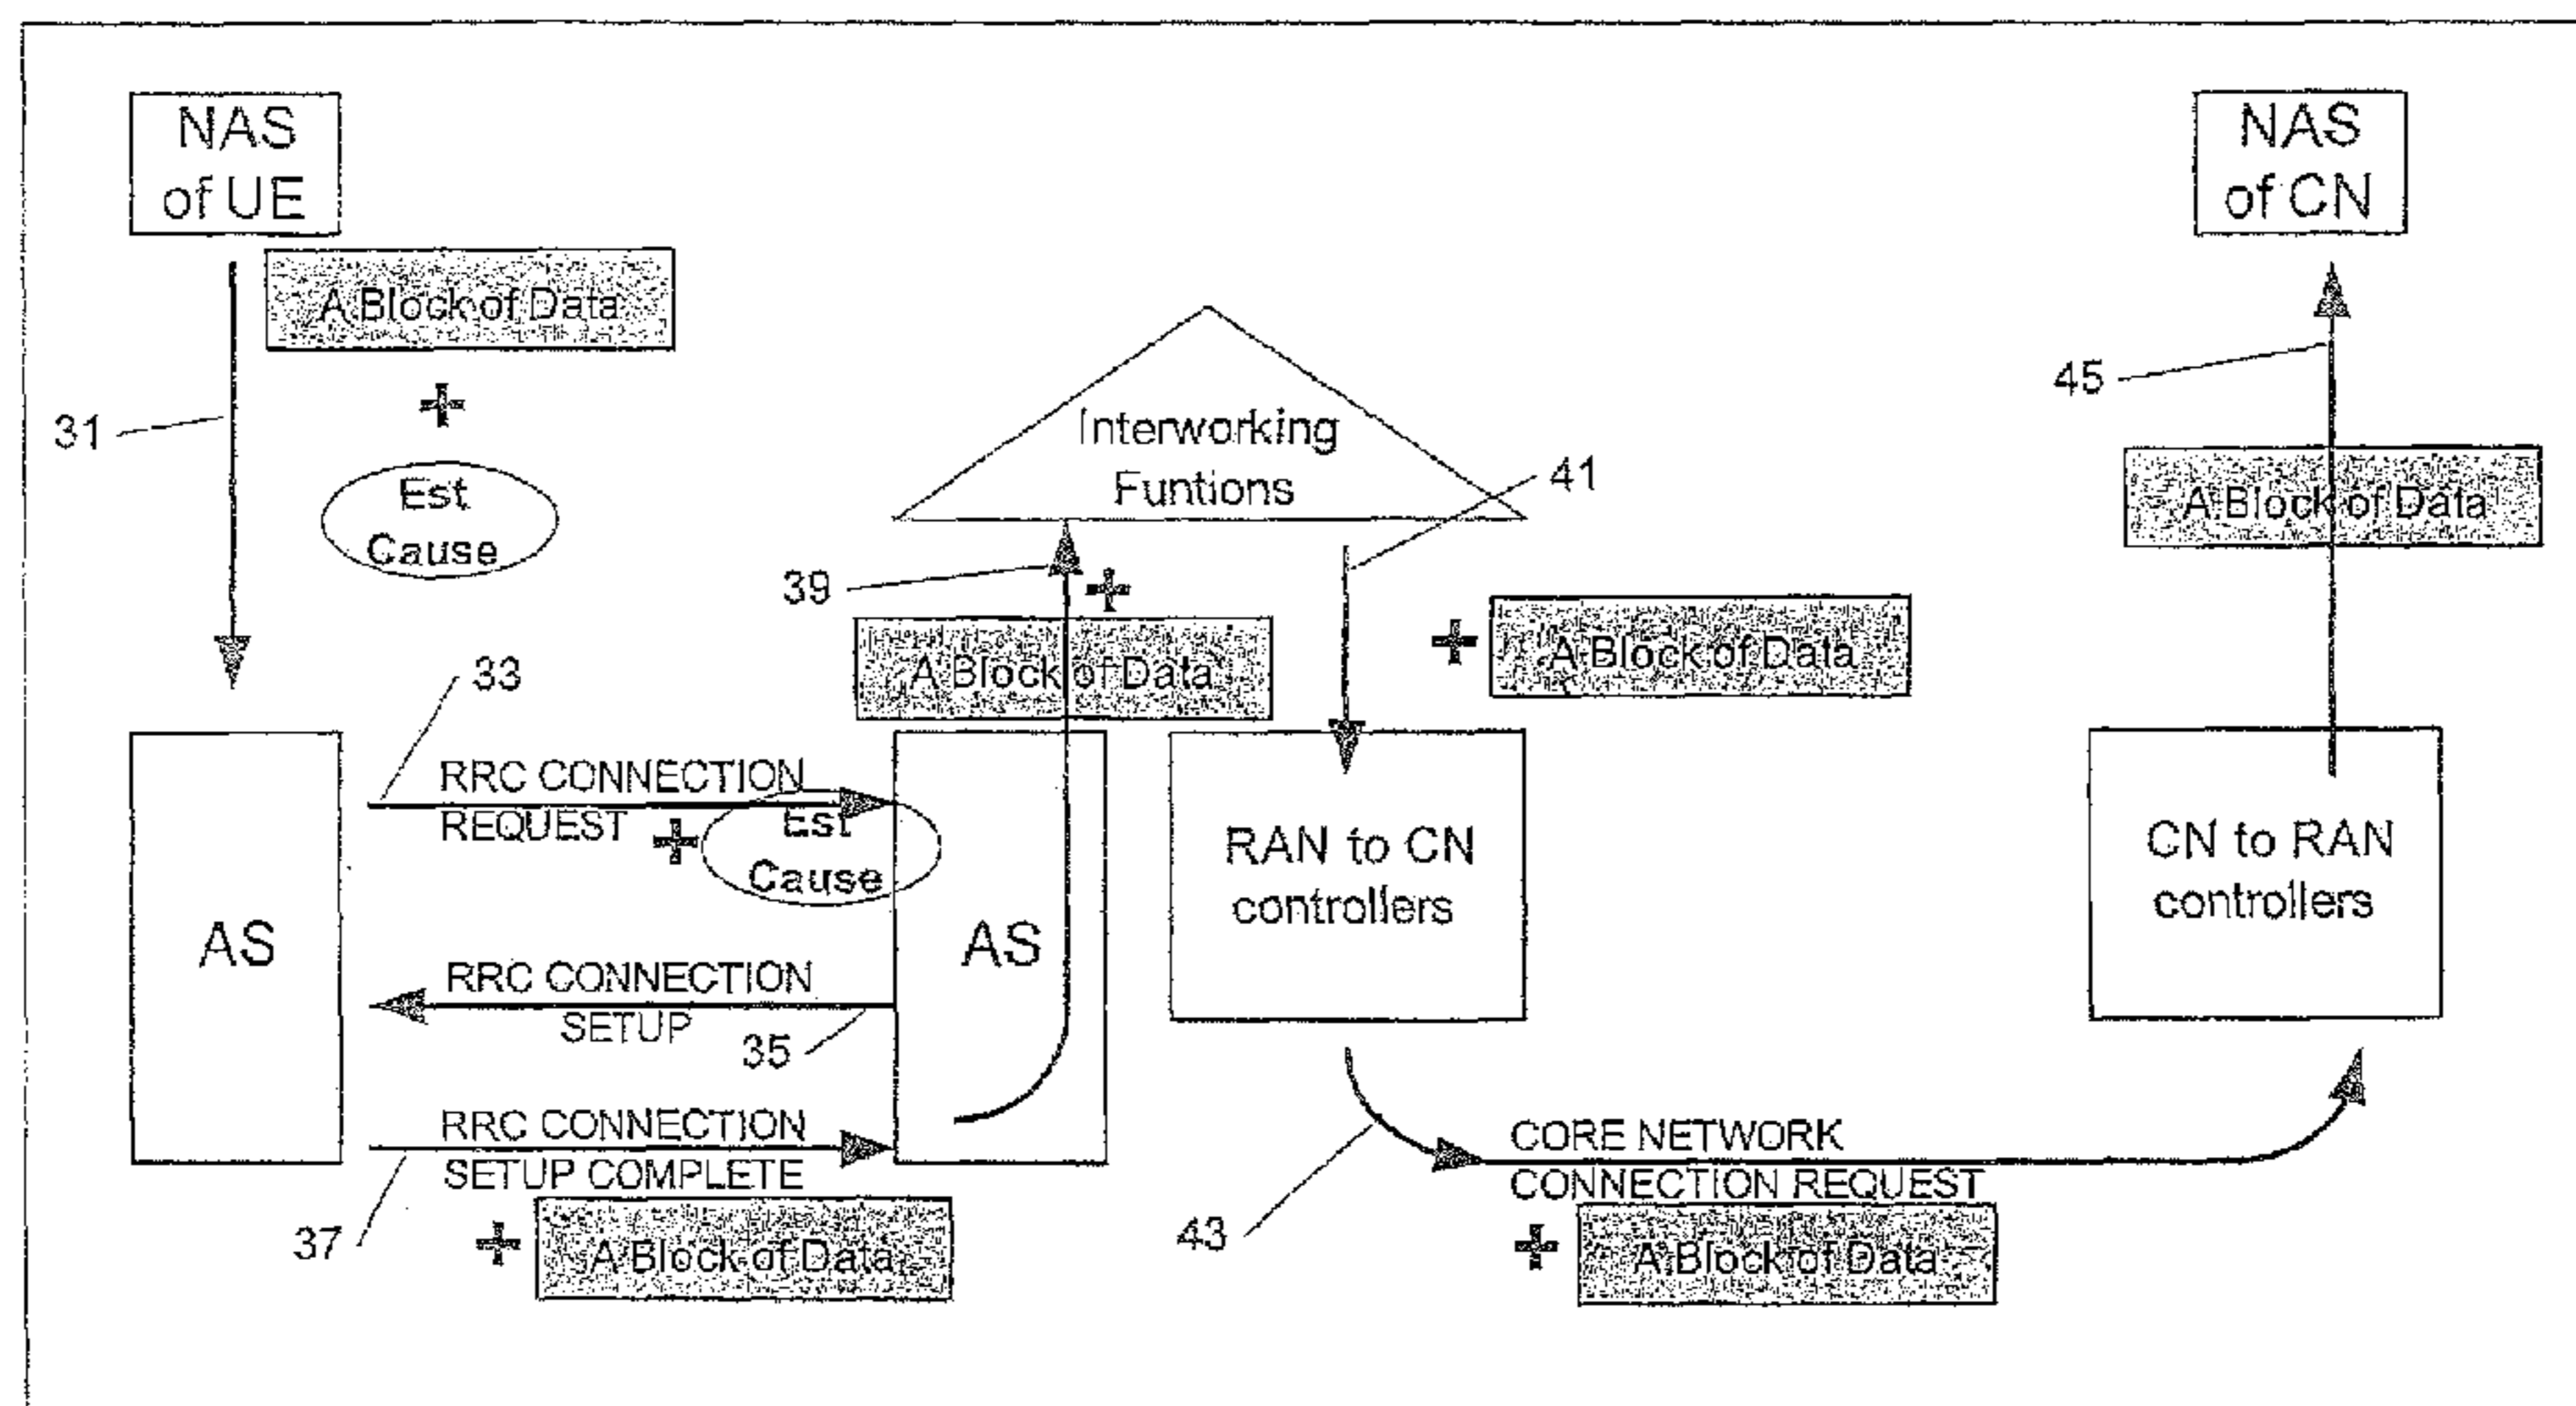 NAS
of UE
NAS
of CN
A Block of Data
+
Est
Cause
31
Interworking
Funtions
41
45
A Block of Data
39
+
A Block of Data
+
A Block of Data
33
RRC CONNECTION
REQUEST
+
Est
Cause
AS
AS
RAN to CN
controllers
CN to RAN
controllers
RRC CONNECTION
SETUP
35
RRC CONNECTION
SETUP COMPLETE
37
+
A Block of Data
43
CORE NETWORK
CONNECTION REQUEST
+
A Block of Data